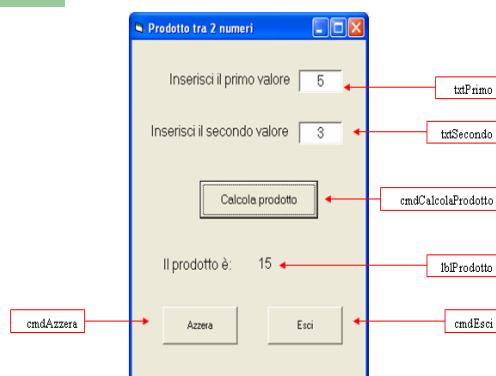 Prodotto tra 2 numeri
Inserisci il primo valore 5
txtPrimo
Inserisci il secondo valore 3
txtSecondo
Calcola prodotto
cmdCalcolaProdotto
Il prodotto è: 15
lblProdotto
cmdAzzera
Azzera
Esci
cmdEsci